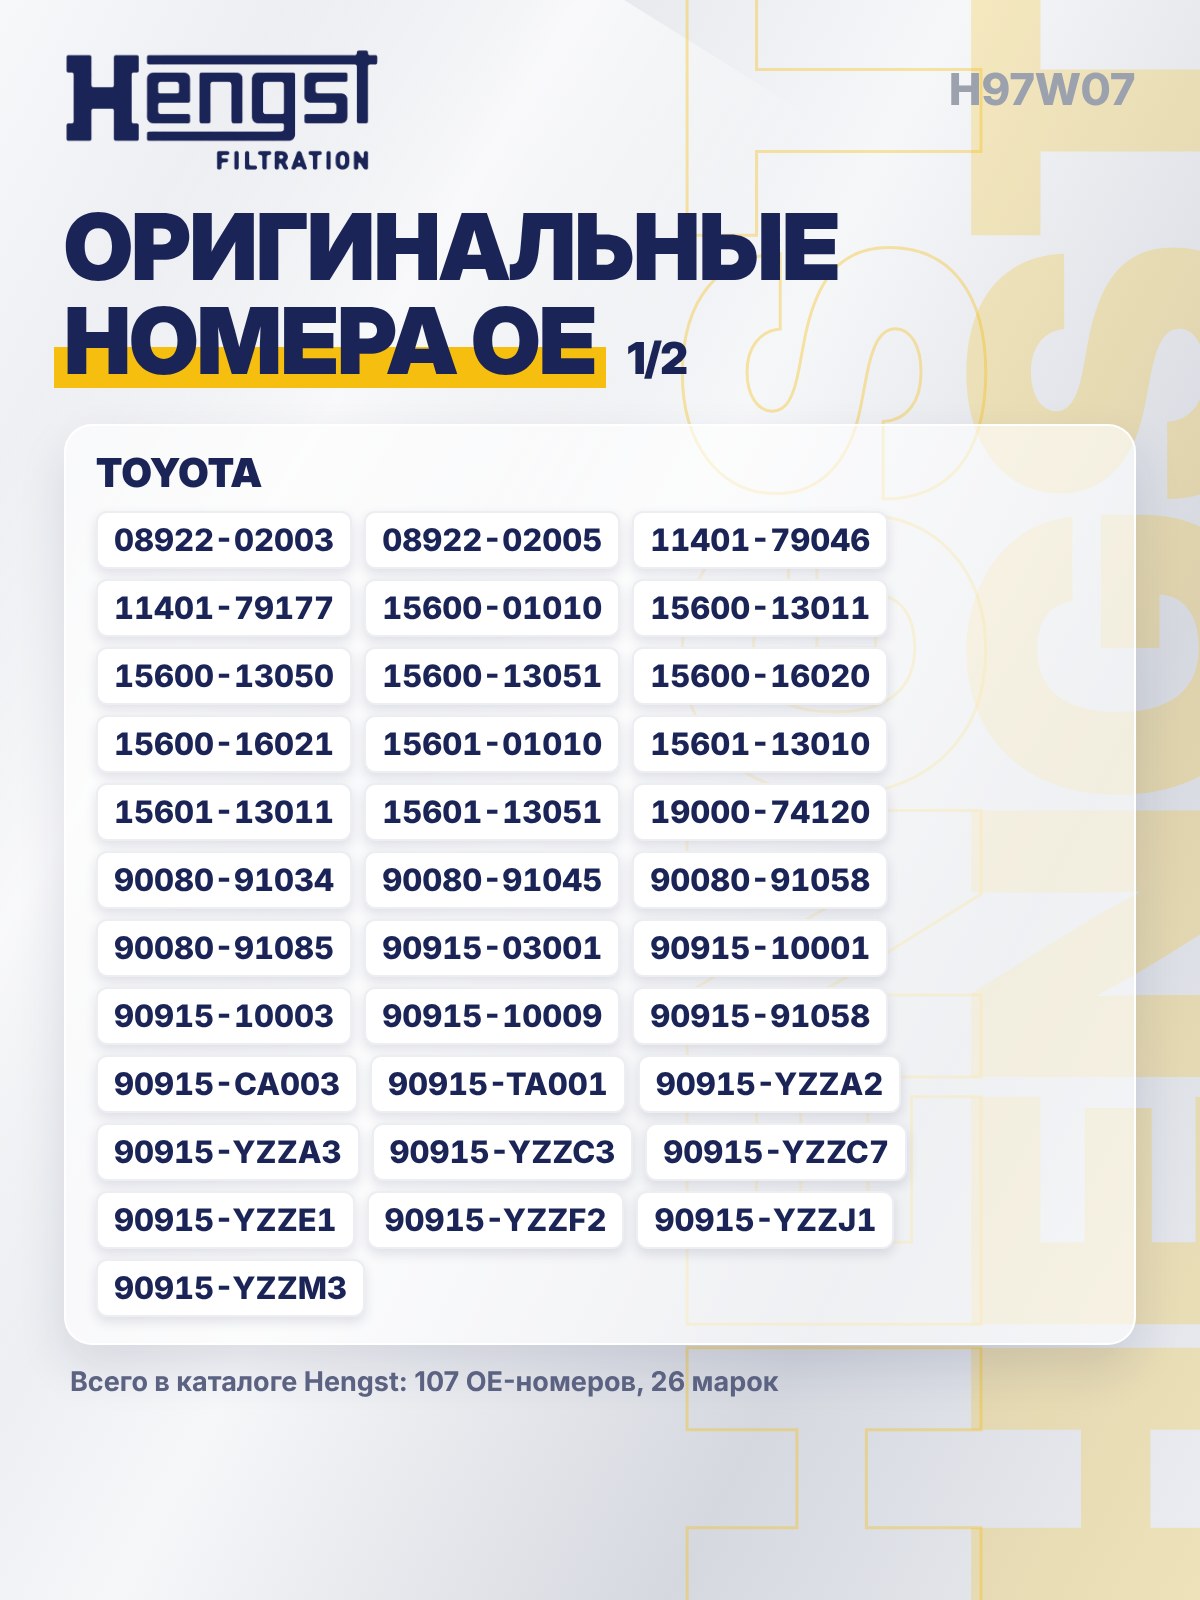 Hengst
FILTRATION
H97W07
ОРИГИНАЛЬНЫЕ
НОМЕРА OE 1/2
TOYOTA
08922-02003 08922-02005 11401-79046
11401-79177 15600-01010 15600-13011
15600-13050 15600-13051 15600-16020
15600-16021 15601-01010 15601-13010
15601-13011 15601-13051 19000-74120
90080-91034 90080-91045 90080-91058
90080-91085 90915-03001 90915-10001
90915-10003 90915-10009 90915-91058
90915-CA003 90915-TA001 90915-YZZA2
90915-YZZA3 90915-YZZC3 90915-YZZC7
90915-YZZE1 90915-YZZF2 90915-YZZJ1
90915-YZZM3
Всего в каталоге Hengst: 107 OE-номеров, 26 марок
HENGST
HENGST